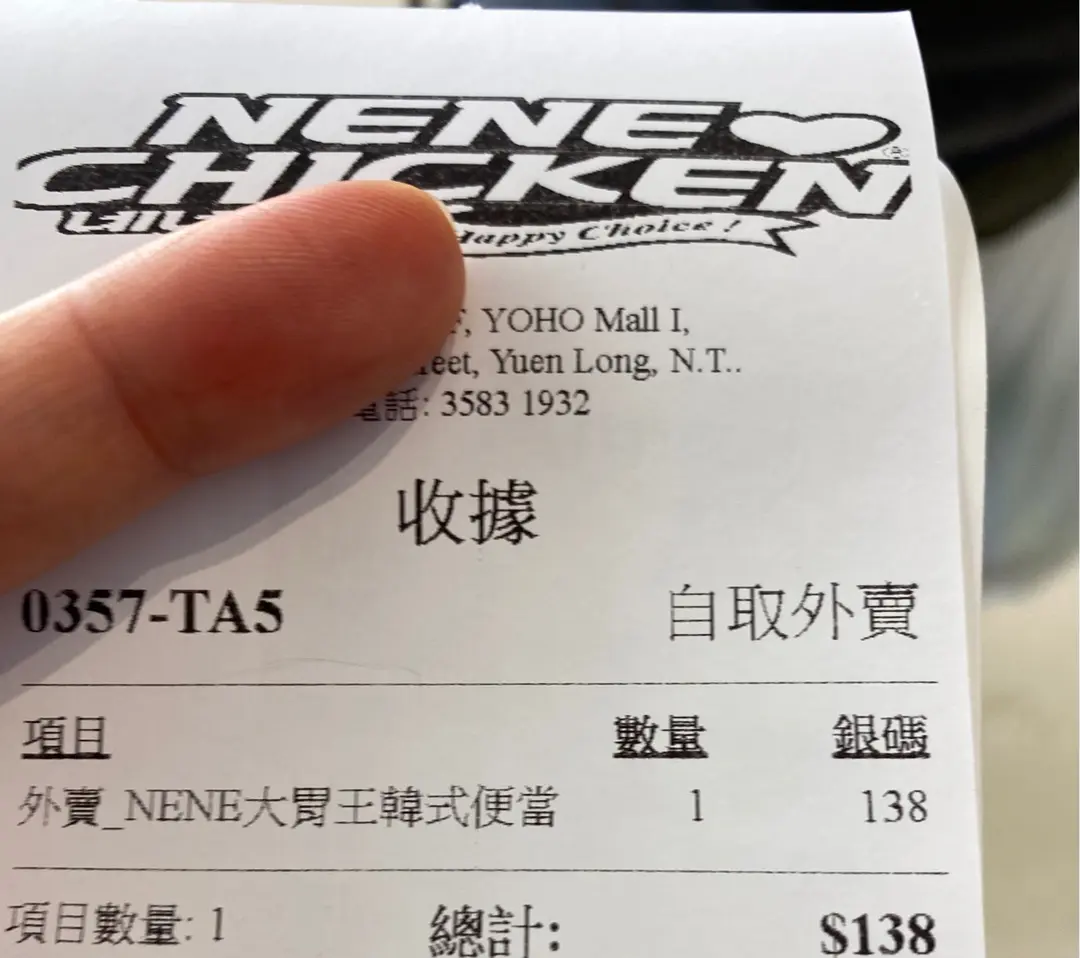 NENE
CHICKEN
Happy Choice !
, YOHO Mall I,
Yuen Long, N.T..
電話: 3583 1932
收據
0357-TA5 自取外賣
項目 數量 銀碼
外賣_NENE大胃王韓式便當 1 138
項目數量: 1 總計: $138